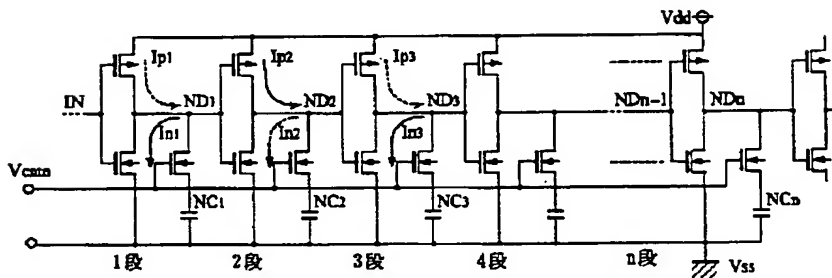 Vdd
Ip1 Ip2 Ip3
IN ND1 ND2 ND3 NDn-1 NDn
In1 In2 In3
Vcntn
NC1 NC2 NC3 NCn
1段 2段 3段 4段 n段 Vss